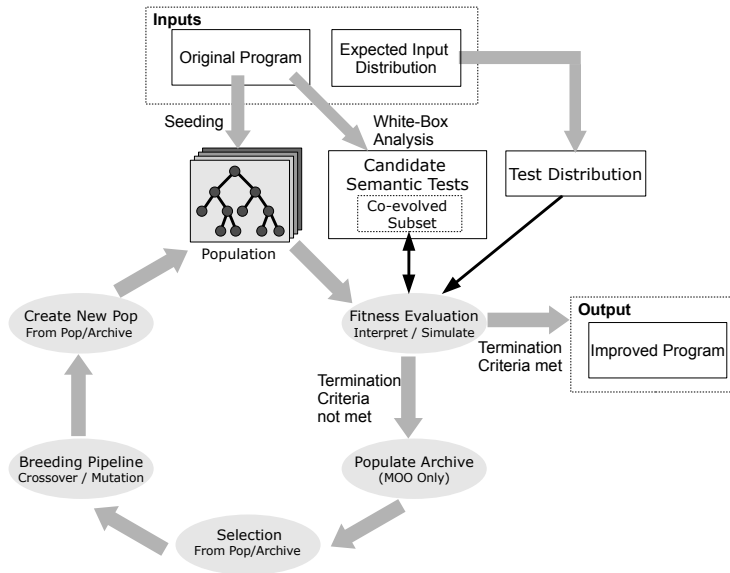 Inputs
Original Program
Expected Input
Distribution
Seeding
White-Box
Analysis
Candidate
Semantic Tests
Co-evolved
Subset
Test Distribution
Population
Create New Pop
From Pop/Archive
Fitness Evaluation
Interpret / Simulate
Output
Improved Program
Termination
Criteria met
Termination
Criteria
not met
Breeding Pipeline
Crossover / Mutation
Populate Archive
(MOO Only)
Selection
From Pop/Archive